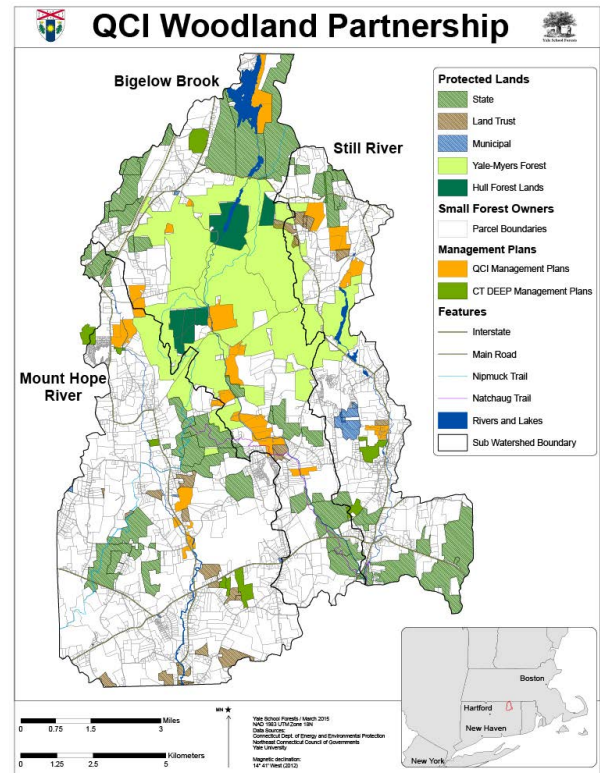 QCI Woodland Partnership
Yale School Forests
Bigelow Brook
Still River
Mount Hope
River
Protected Lands
State
Land Trust
Municipal
Yale-Myers Forest
Hull Forest Lands
Small Forest Owners
Parcel Boundaries
Management Plans
QCI Management Plans
CT DEEP Management Plans
Features
Interstate
Main Road
Nipmuck Trail
Natchaug Trail
Rivers and Lakes
Sub Watershed Boundary
Boston
Hartford
New Haven
New York
Miles
0 0.75 1.5 3
Kilometers
0 1.25 2.5 5
MN
Yale School Forests / March 2015
NAD 1983 UTM Zone 18N
Data Sources:
Connecticut Dept. of Energy and Environmental Protection
Northeast Connecticut Council of Governments
Yale University
Magnetic declination:
14° 41' West (2012)